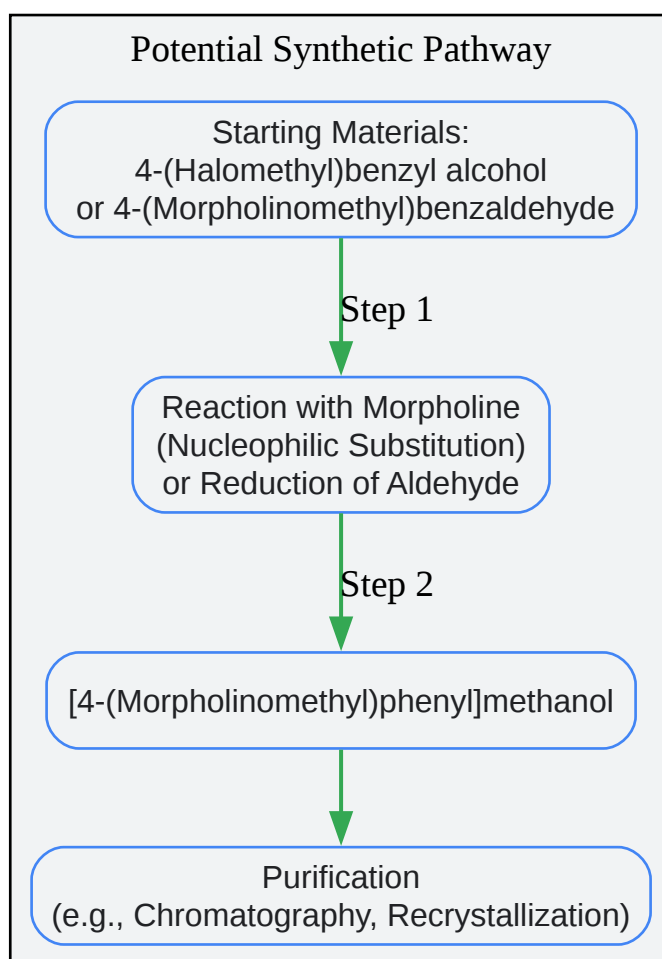 Potential Synthetic Pathway
Starting Materials:
4-(Halomethyl)benzyl alcohol
or 4-(Morpholinomethyl)benzaldehyde
Step 1
Reaction with Morpholine
(Nucleophilic Substitution)
or Reduction of Aldehyde
Step 2
[4-(Morpholinomethyl)phenyl]methanol
Purification
(e.g., Chromatography, Recrystallization)